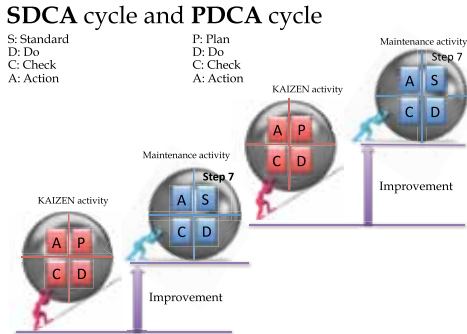 SDCA cycle and PDCA cycle
S: Standard
D: Do
C: Check
A: Action
P: Plan
D: Do
C: Check
A: Action
Maintenance activity
Step 7
A S
C D
KAIZEN activity
A P
C D
Improvement
Maintenance activity
Step 7
A S
C D
KAIZEN activity
A P
C D
Improvement